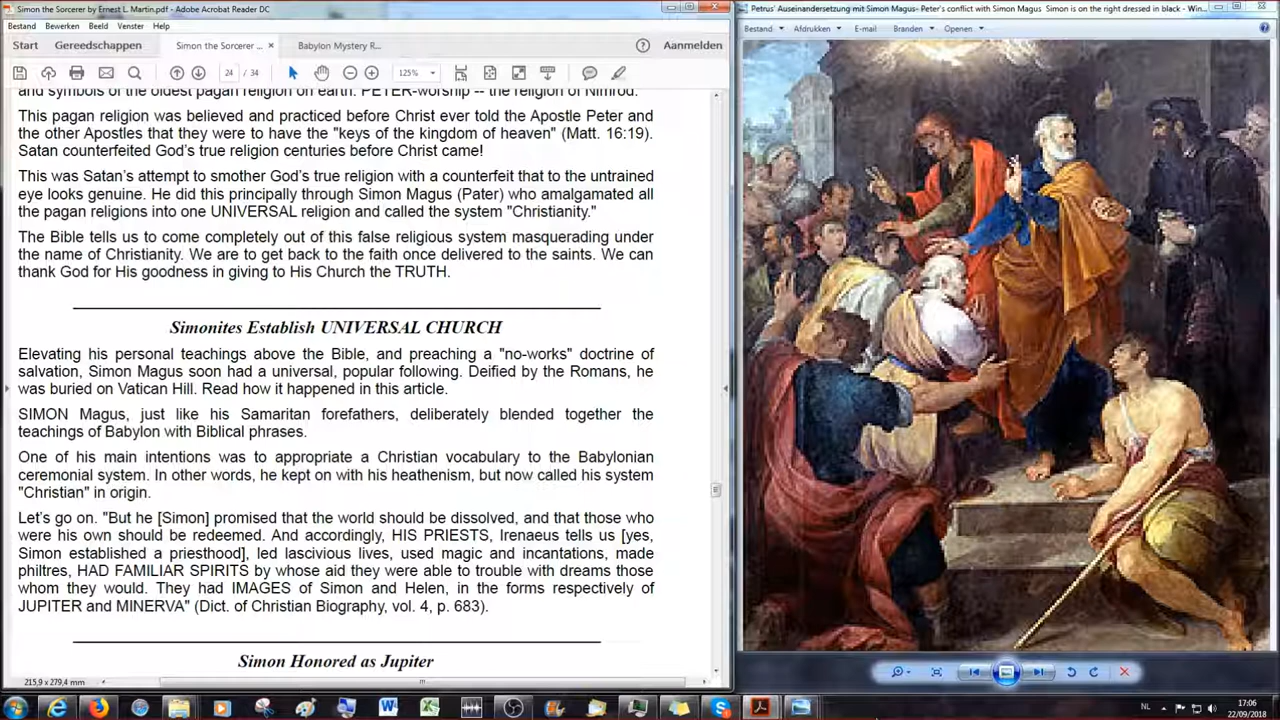 Simon the Sorcerer by Ernest L. Martin.pdf - Adobe Acrobat Reader DC
Bestand Bewerken Beeld Venster Help
Start Gereedschappen Simon the Sorcerer ... × Babylon Mystery R... Aanmelden
24 / 34 125%
and symbols of the oldest pagan religion on earth. PETER-worship -- the religion of Nimrod.
This pagan religion was believed and practiced before Christ ever told the Apostle Peter and
the other Apostles that they were to have the "keys of the kingdom of heaven" (Matt. 16:19).
Satan counterfeited God's true religion centuries before Christ came!
This was Satan's attempt to smother God's true religion with a counterfeit that to the untrained
eye looks genuine. He did this principally through Simon Magus (Pater) who amalgamated all
the pagan religions into one UNIVERSAL religion and called the system "Christianity."
The Bible tells us to come completely out of this false religious system masquerading under
the name of Christianity. We are to get back to the faith once delivered to the saints. We can
thank God for His goodness in giving to His Church the TRUTH.
Simonites Establish UNIVERSAL CHURCH
Elevating his personal teachings above the Bible, and preaching a "no-works" doctrine of
salvation, Simon Magus soon had a universal, popular following. Deified by the Romans, he
was buried on Vatican Hill. Read how it happened in this article.
SIMON Magus, just like his Samaritan forefathers, deliberately blended together the
teachings of Babylon with Biblical phrases.
One of his main intentions was to appropriate a Christian vocabulary to the Babylonian
ceremonial system. In other words, he kept on with his heathenism, but now called his system
"Christian" in origin.
Let's go on. "But he [Simon] promised that the world should be dissolved, and that those who
were his own should be redeemed. And accordingly, HIS PRIESTS, Irenaeus tells us [yes,
Simon established a priesthood], led lascivious lives, used magic and incantations, made
philtres, HAD FAMILIAR SPIRITS by whose aid they were able to trouble with dreams those
whom they would. They had IMAGES of Simon and Helen, in the forms respectively of
JUPITER and MINERVA" (Dict. of Christian Biography, vol. 4, p. 683).
Simon Honored as Jupiter
215,9 x 279,4 mm
Petrus' Auseinandersetzung mit Simon Magus- Peter's conflict with Simon Magus Simon is on the right dressed in black - Win...
Bestand Afdrukken E-mail Branden Openen
NL 17:06
22/09/2018